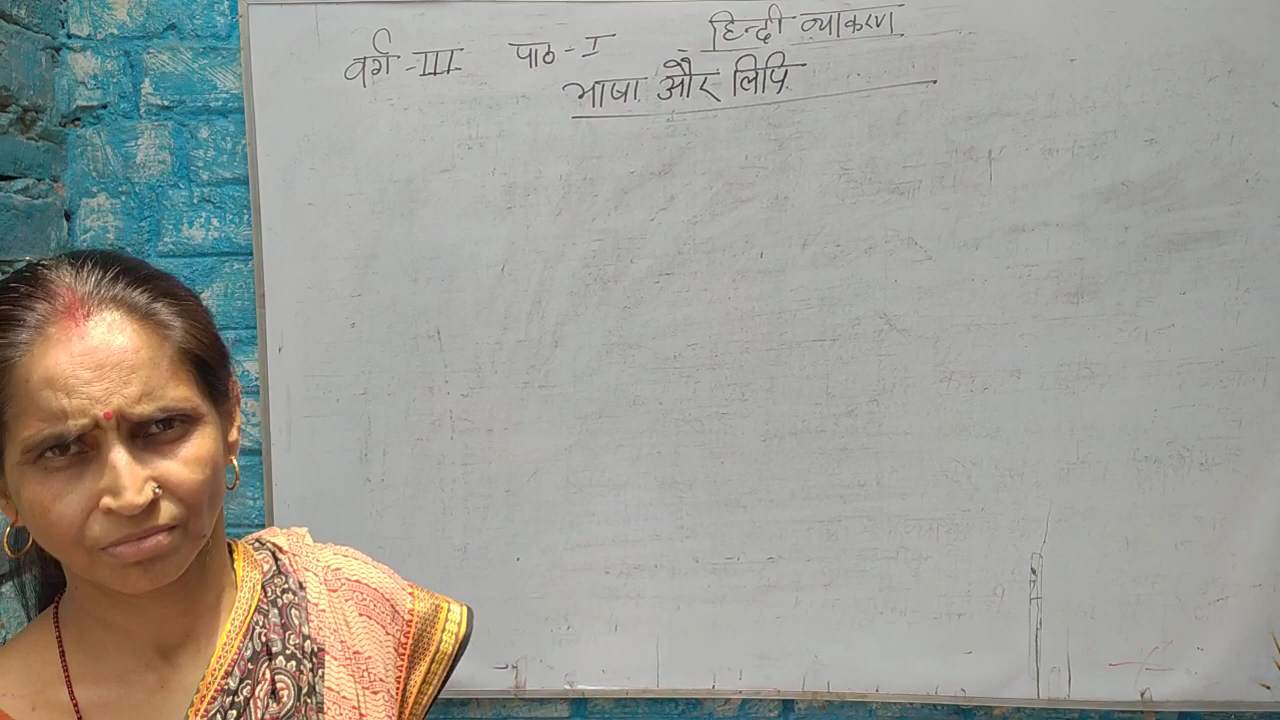 हिन्दी व्याकरण
वर्ग - III पाठ - I
भाषा और लिपि